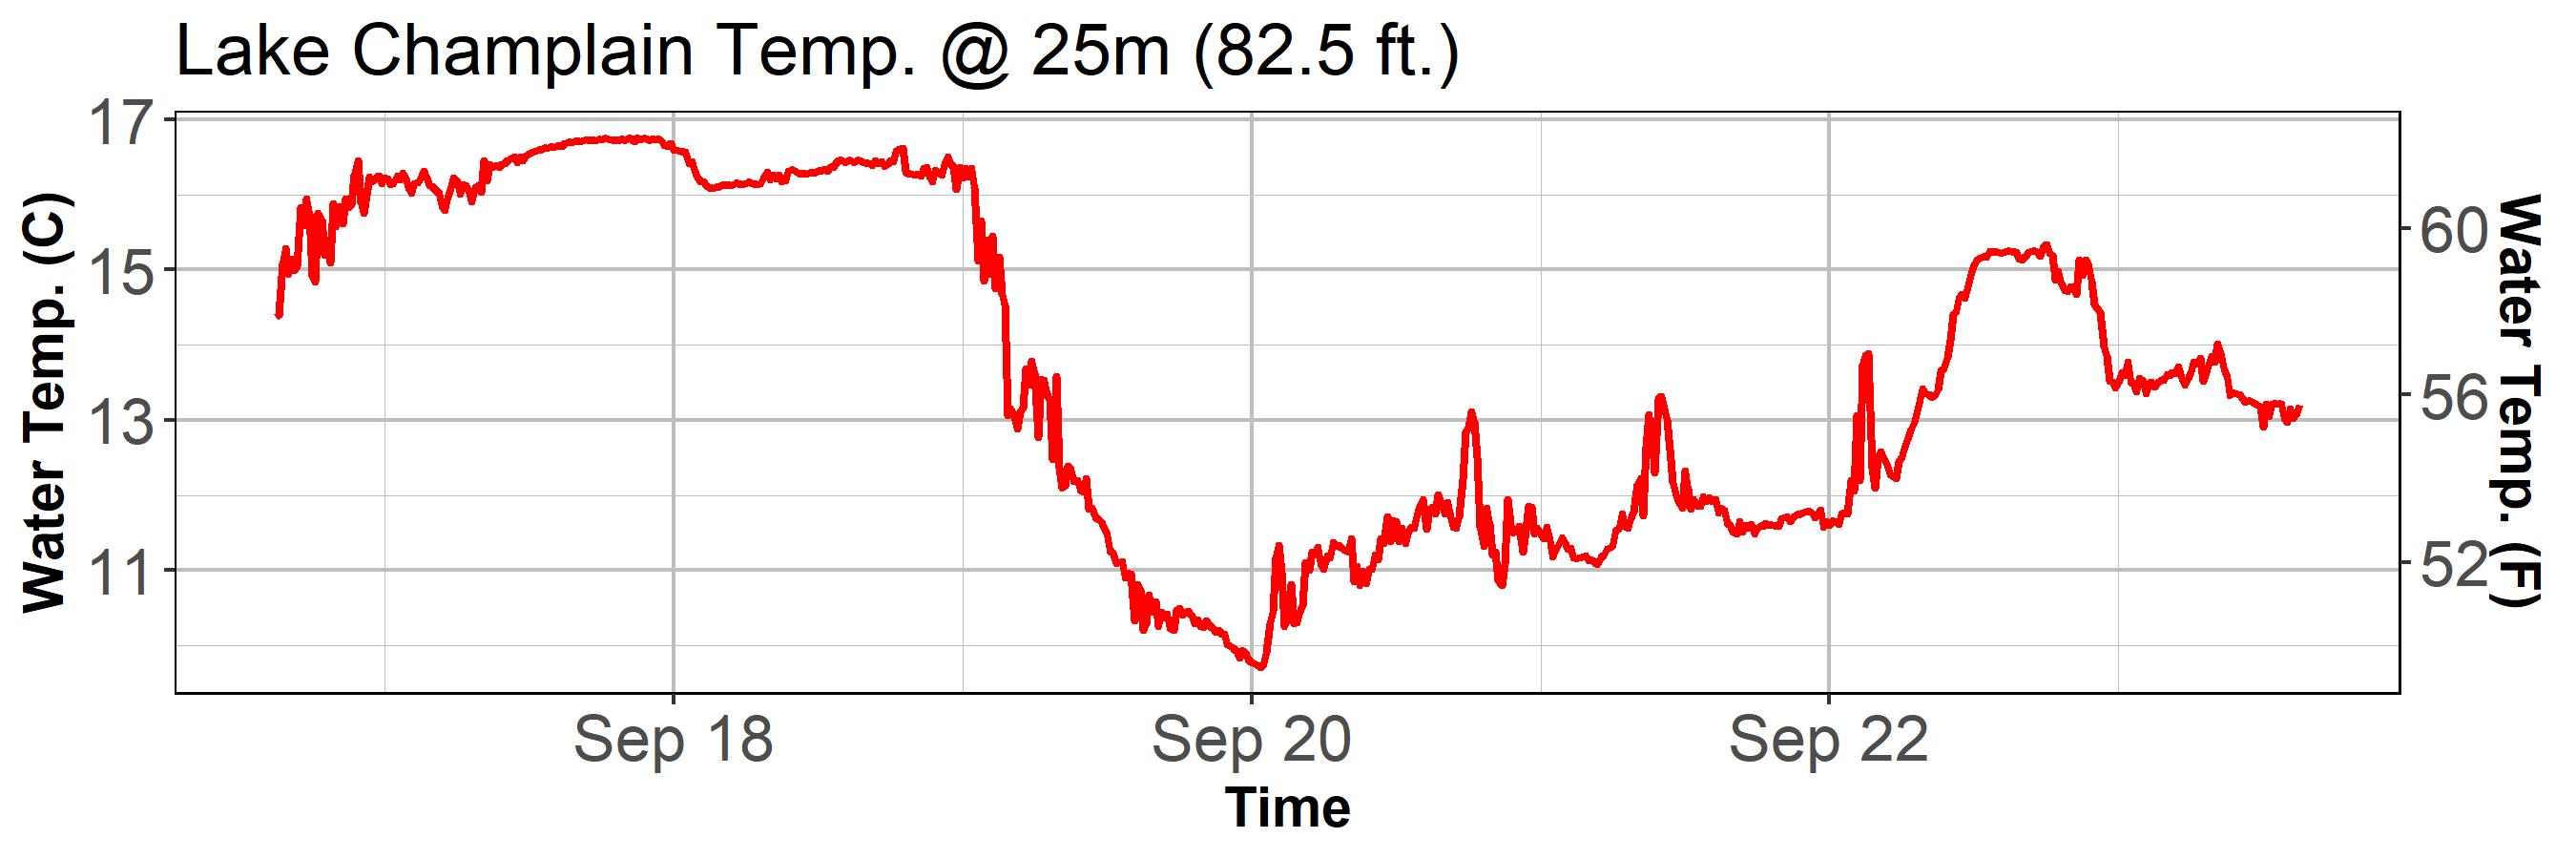 Lake Champlain Temp. @ 25m (82.5 ft.)
Water Temp. (C)
17
15
13
11
60
56
52
Water Temp. (F)
Sep 18
Sep 20
Sep 22
Time